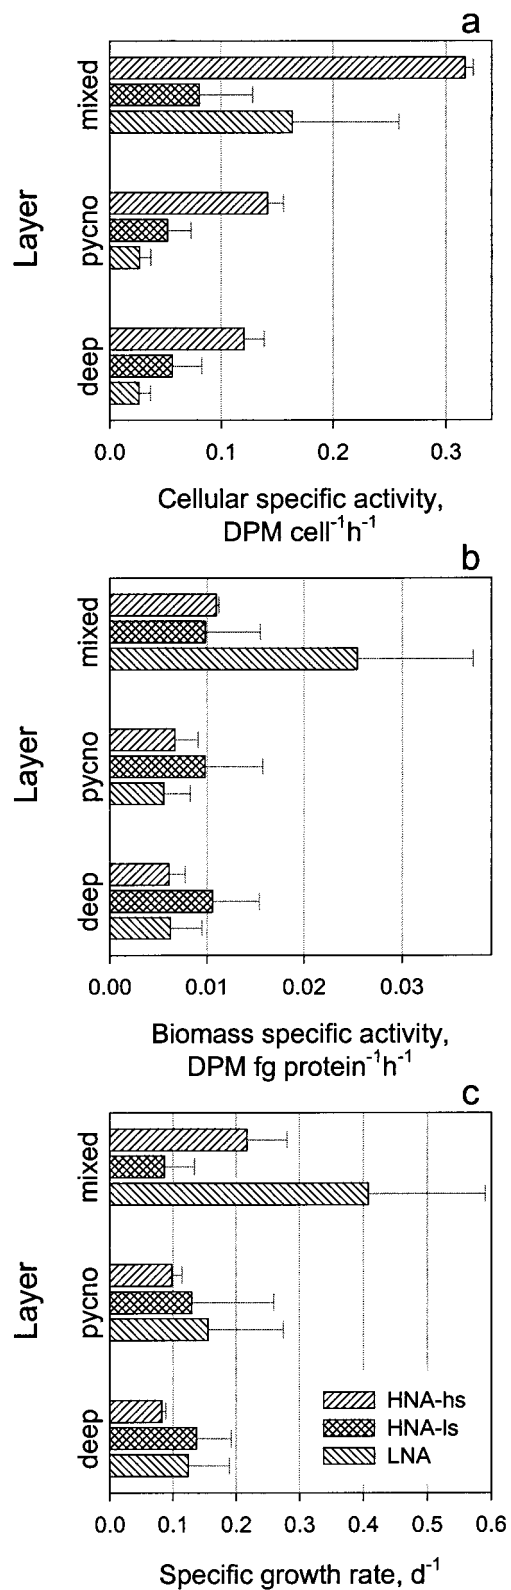 a
mixed
pycno
deep
Layer
0.0 0.1 0.2 0.3
Cellular specific activity,
DPM cell⁻¹h⁻¹
b
mixed
pycno
deep
Layer
0.00 0.01 0.02 0.03
Biomass specific activity,
DPM fg protein⁻¹h⁻¹
c
mixed
pycno
deep
Layer
HNA-hs
HNA-ls
LNA
0.0 0.1 0.2 0.3 0.4 0.5 0.6
Specific growth rate, d⁻¹